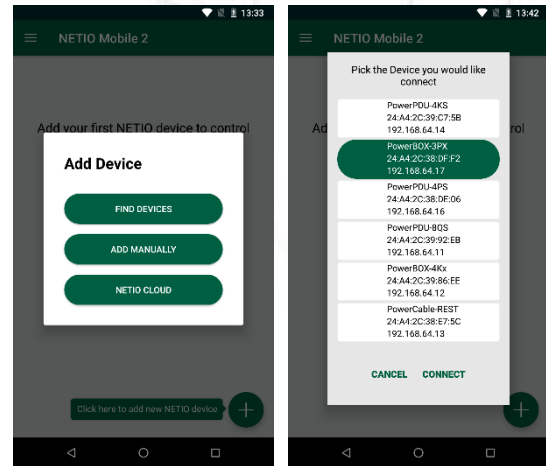 13:33
NETIO Mobile 2
Add your first NETIO device to control
Add Device
FIND DEVICES
ADD MANUALLY
NETIO CLOUD
Click here to add new NETIO device
13:42
NETIO Mobile 2
Pick the Device you would like
connect
Ad
rol
PowerPDU-4KS
24:A4:2C:39:C7:5B
192.168.64.14
PowerBOX-3PX
24:A4:2C:38:DF:F2
192.168.64.17
PowerPDU-4PS
24:A4:2C:38:DE:06
192.168.64.16
PowerPDU-8QS
24:A4:2C:39:92:EB
192.168.64.11
PowerBOX-4Kx
24:A4:2C:39:86:EE
192.168.64.12
PowerCable-REST
24:A4:2C:38:E7:5C
192.168.64.13
CANCEL CONNECT